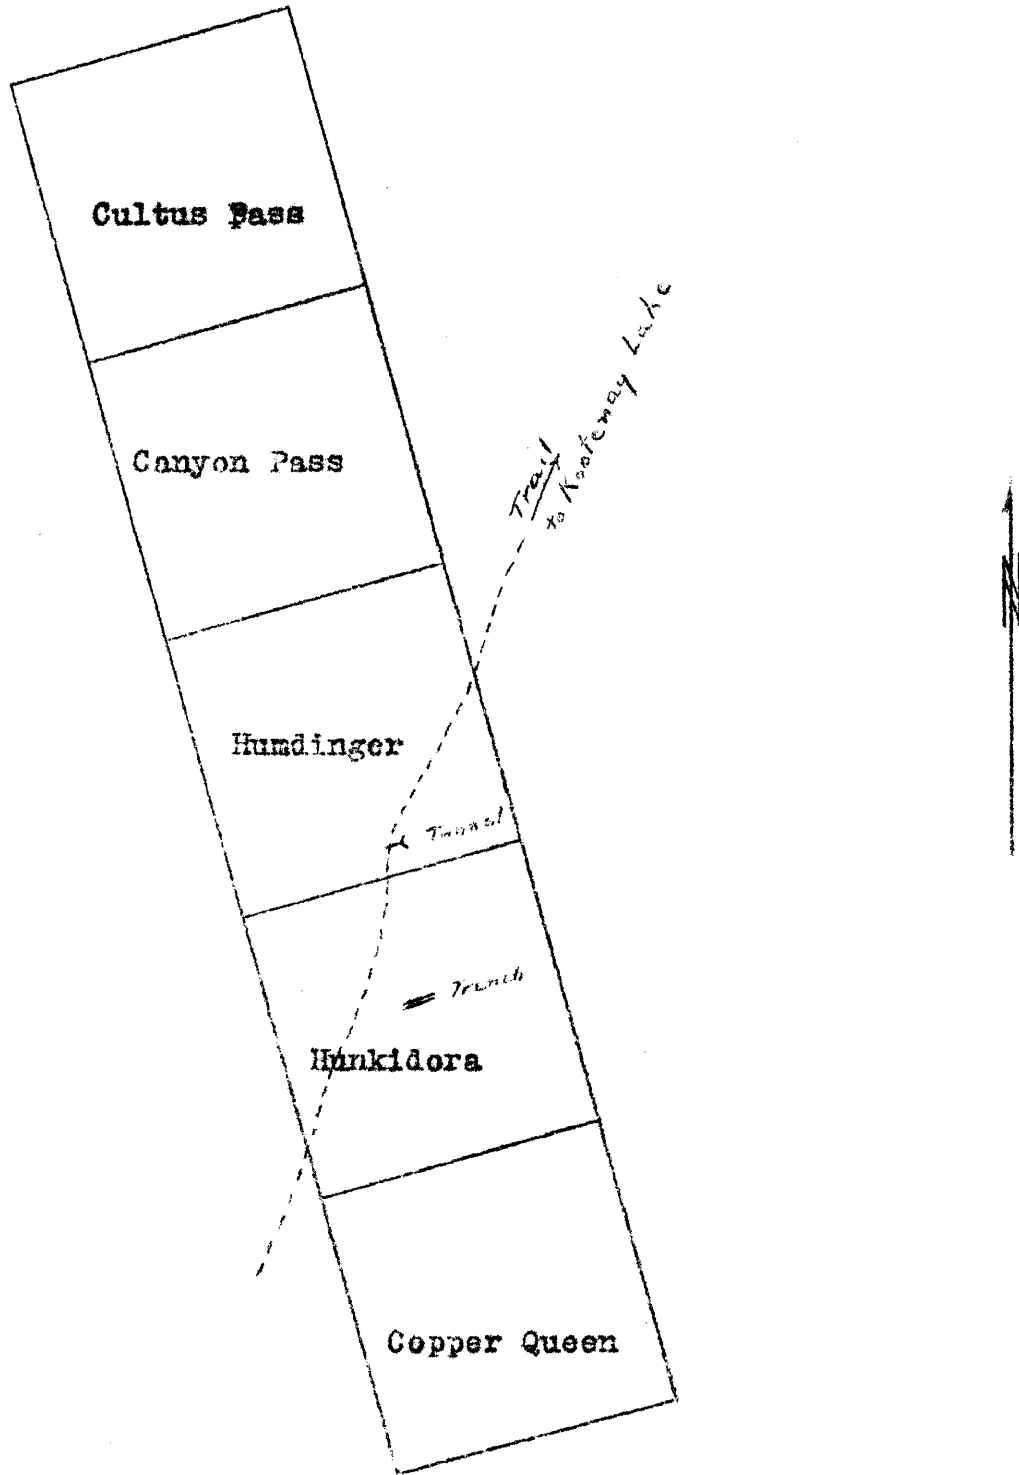 Cultus Pass
Canyon Pass
Trail
to Kootenay Lake
N
Humdinger
Tunnel
Trench
Hunkidora
Copper Queen